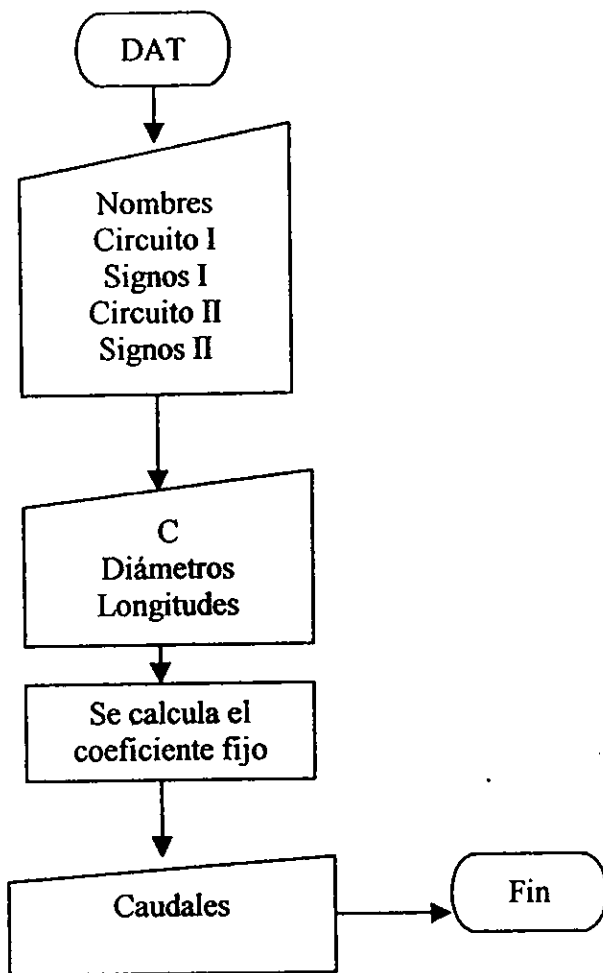 DAT
Nombres
Circuito I
Signos I
Circuito II
Signos II
C
Diámetros
Longitudes
Se calcula el
coeficiente fijo
Caudales
Fin